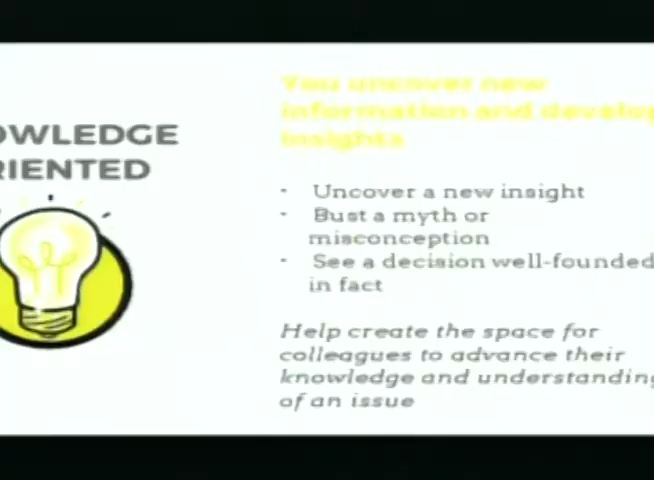 OWLEDGE
RIENTED
You uncover new
information and develop
insights
· Uncover a new insight
· Bust a myth or
misconception
· See a decision well-founded
in fact
Help create the space for
colleagues to advance their
knowledge and understanding
of an issue